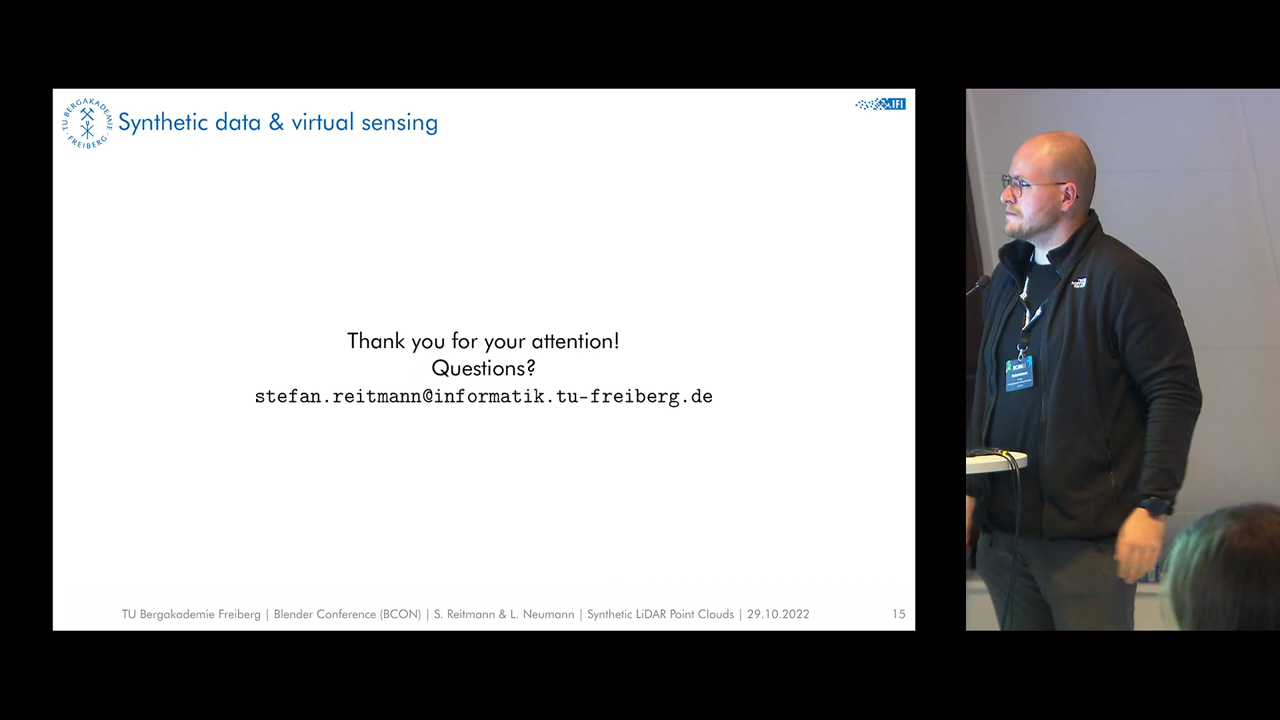 TU BERGAKADEMIE FREIBERG
Synthetic data & virtual sensing
IFI
Thank you for your attention!
Questions?
stefan.reitmann@informatik.tu-freiberg.de
TU Bergakademie Freiberg | Blender Conference (BCON) | S. Reitmann & L. Neumann | Synthetic LiDAR Point Clouds | 29.10.2022
15